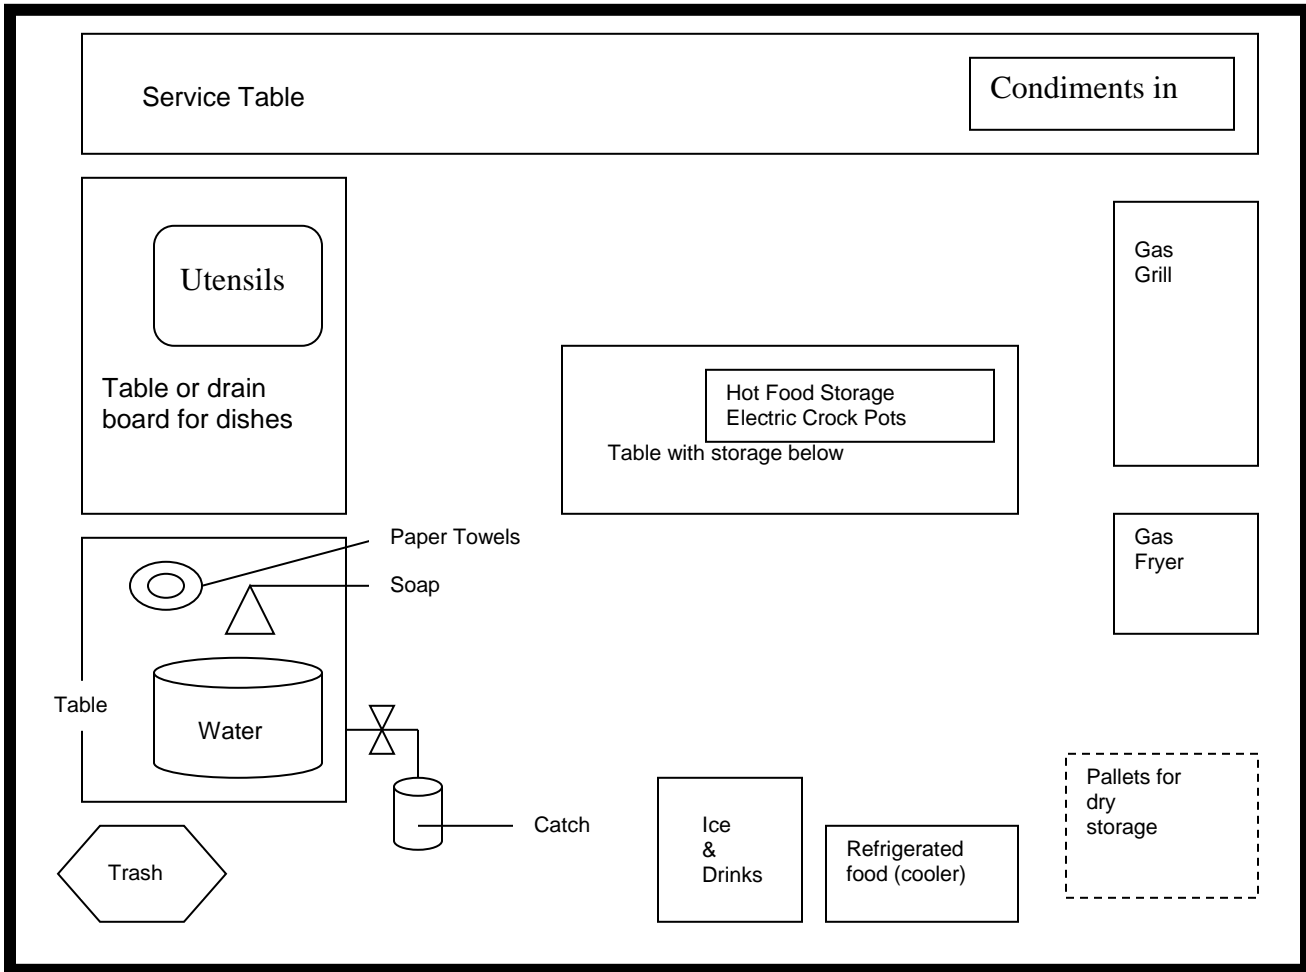 Service Table
Condiments in
Utensils
Table or drain
board for dishes
Gas
Grill
Hot Food Storage
Electric Crock Pots
Table with storage below
Paper Towels
Soap
Gas
Fryer
Table
Water
Catch
Trash
Ice
&
Drinks
Refrigerated
food (cooler)
Pallets for
dry
storage